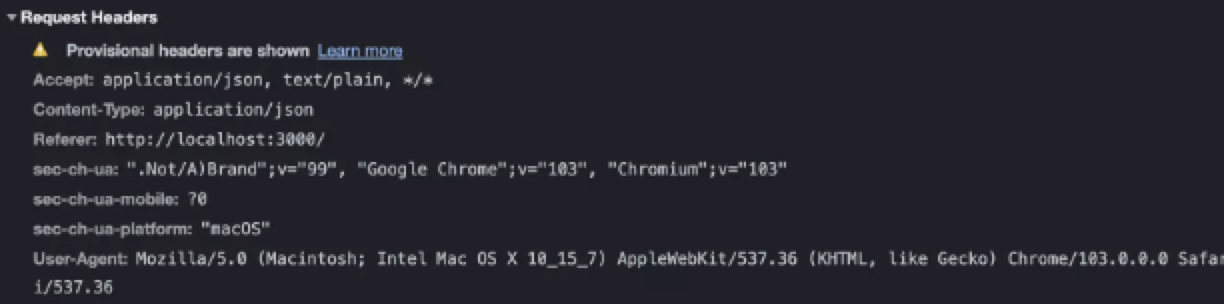 Request Headers
Provisional headers are shown Learn more
Accept: application/json, text/plain, */*
Content-Type: application/json
Referer: http://localhost:3000/
sec-ch-ua: ".Not/A)Brand";v="99", "Google Chrome";v="103", "Chromium";v="103"
sec-ch-ua-mobile: ?0
sec-ch-ua-platform: "macOS"
User-Agent: Mozilla/5.0 (Macintosh; Intel Mac OS X 10_15_7) AppleWebKit/537.36 (KHTML, like Gecko) Chrome/103.0.0.0 Safar
i/537.36